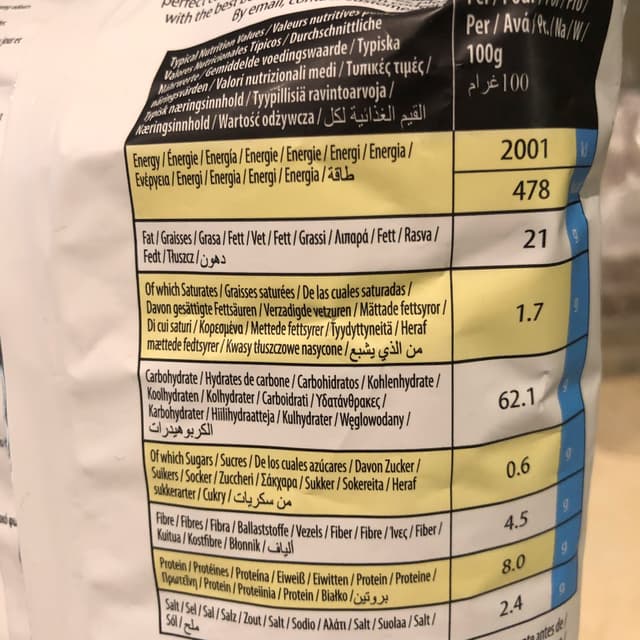 With the best
By email,
Typical Nutrition Values / Valeurs nutritives
Valores Nutricionales Típicos / Durchschnittliche
Nährwerte / Gemiddelde voedingswaarde / Typiska
näringsvärden / Valori nutrizionali medi / Τυπικές τιμές /
Typisk næringsinnhold / Tyypillisiä ravintoarvoja /
Næringsinnhold / Wartość odżywcza / القيم الغذائية لكل
Per / Avá / Pt. / Na / W /
100g
100 غرام
Energy / Énergie / Energía / Energie / Energie / Energi / Energia /
Ενέργεια / Energi / Energia / Energi / Energia / طاقة
2001
478
Fat / Graisses / Grasa / Fett / Vet / Fett / Grassi / Λιπαρά / Fett / Rasva /
Fedt / Tłuszcz / دهون
21 g
Of which Saturates / Graisses saturées / De las cuales saturadas /
Davon gesättigte Fettsäuren / Verzadigde vetzuren / Mättade fettsyror /
Di cui saturi / Κορεσμένα / Mettede fettsyrer / Tyydyttyneitä / Heraf
mættede fedtsyrer / Kwasy tłuszczowe nasycone / من الذي يشبع
1.7 g
Carbohydrate / Hydrates de carbone / Carbohidratos / Kohlenhydrate /
Koolhydraten / Kolhydrater / Carboidrati / Υδατάνθρακες /
Karbohydrater / Hiilihydraatteja / Kulhydrater / Węglowodany /
الكربوهيدرات
62.1 g
Of which Sugars / Sucres / De los cuales azúcares / Davon Zucker /
Suikers / Socker / Zuccheri / Σάκχαρα / Sukker / Sokereita / Heraf
sukkerarter / Cukry / من سكريات
0.6 g
Fibre / Fibres / Fibra / Ballaststoffe / Vezels / Fiber / Fibre / Ίνες / Fiber /
Kuitua / Kostfibre / Błonnik / ألياف
4.5 g
Protein / Protéines / Proteína / Eiweiß / Eiwitten / Protein / Proteine /
Πρωτεΐνη / Protein / Proteiinia / Protein / Białko / بروتين
8.0 g
Salt / Sel / Sal / Salz / Zout / Salt / Sodio / Αλάτι / Salt / Suolaa / Salt /
Sól / ملح
2.4 g
antes de /